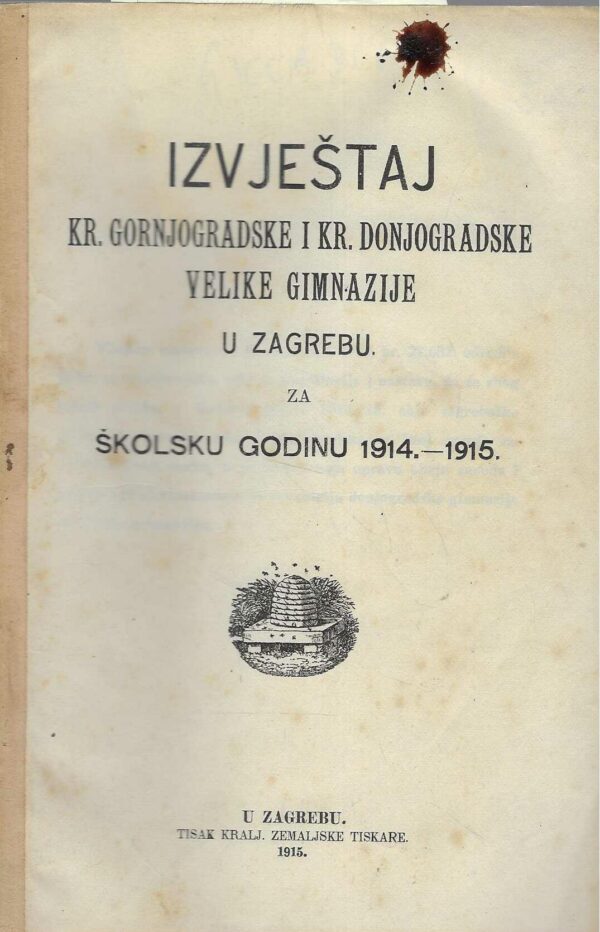 IZVJEŠTAJ
KR. GORNJOGRADSKE I KR. DONJOGRADSKE
VELIKE GIMNAZIJE
U ZAGREBU.
ZA
ŠKOLSKU GODINU 1914.—1915.
U ZAGREBU.
TISAK KRALJ. ZEMALJSKE TISKARE.
1915.